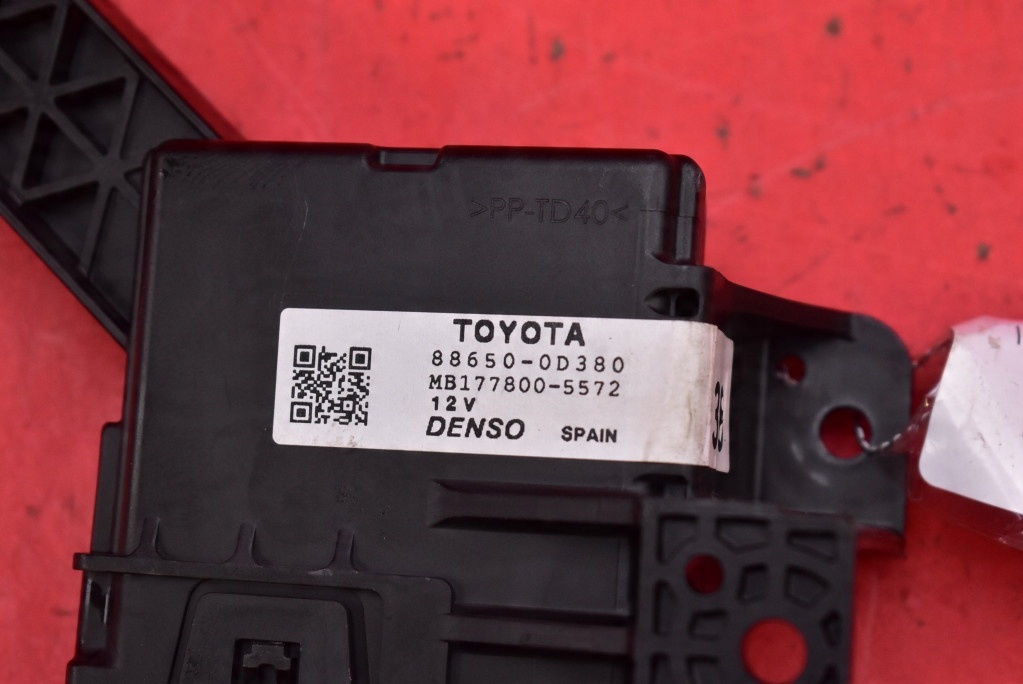 >PP-TD40<
TOYOTA
88650-0D380
MB177800-5572
12V
DENSO SPAIN